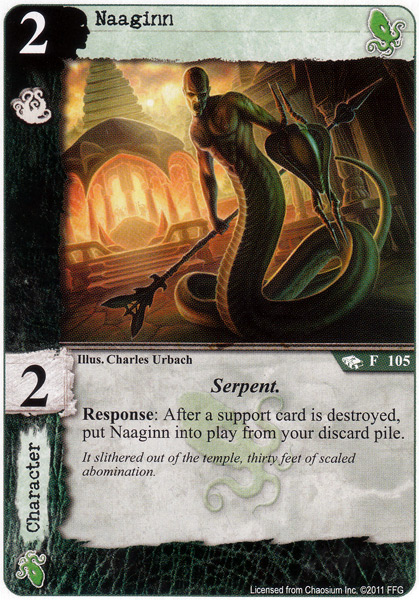 2
Naaginn
Illus. Charles Urbach
F 105
2
Serpent.
Response: After a support card is destroyed,
put Naaginn into play from your discard pile.
It slithered out of the temple, thirty feet of scaled
abomination.
Character
Licensed from Chaosium Inc. ©2011 FFG